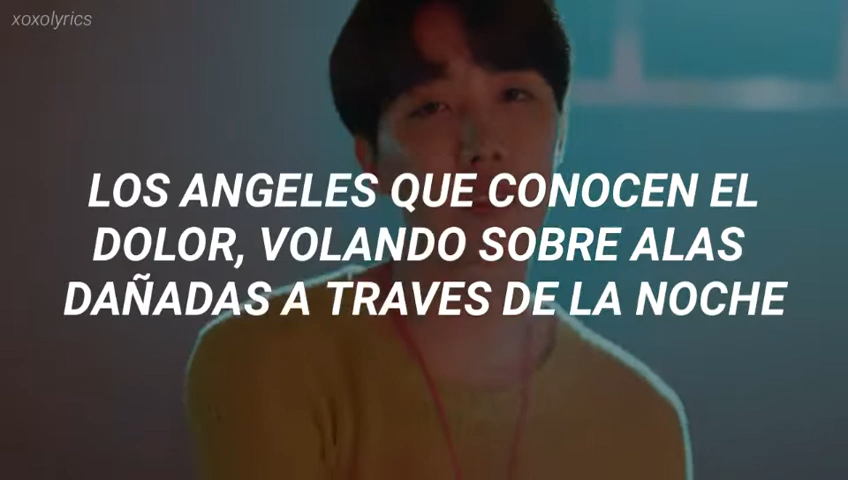 xoxolyrics
LOS ANGELES QUE CONOCEN EL
DOLOR, VOLANDO SOBRE ALAS
DAÑADAS A TRAVES DE LA NOCHE